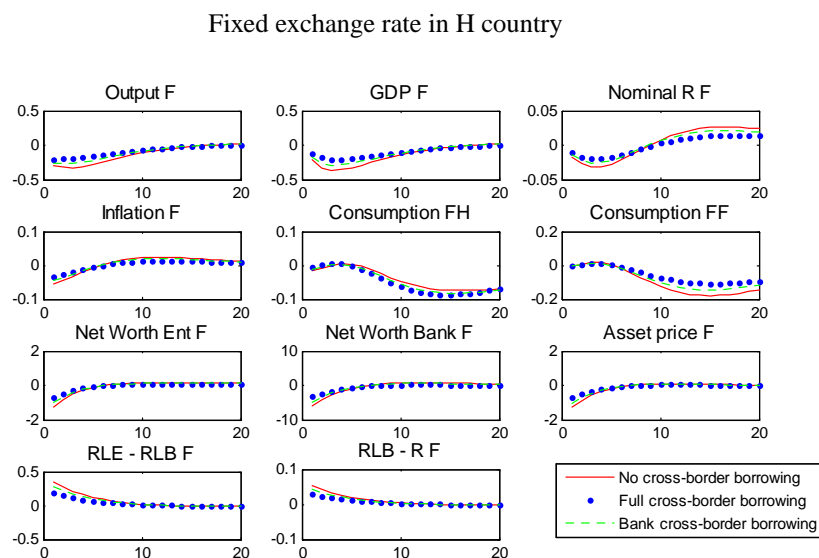 Fixed exchange rate in H country
Output F GDP F Nominal R F
0.5 0.5 0.05
0 0 0
-0.5 -0.5 -0.05
0 10 20 0 10 20 0 10 20
Inflation F Consumption FH Consumption FF
0.1 0.1 0.2
0 0 0
-0.1 -0.1 -0.2
0 10 20 0 10 20 0 10 20
Net Worth Ent F Net Worth Bank F Asset price F
2 10 2
0 0 0
-2 -10 -2
0 10 20 0 10 20 0 10 20
RLE - RLB F RLB - R F
0.5 0.1
0 0
-0.5 -0.1
0 10 20 0 10 20
No cross-border borrowing
Full cross-border borrowing
Bank cross-border borrowing